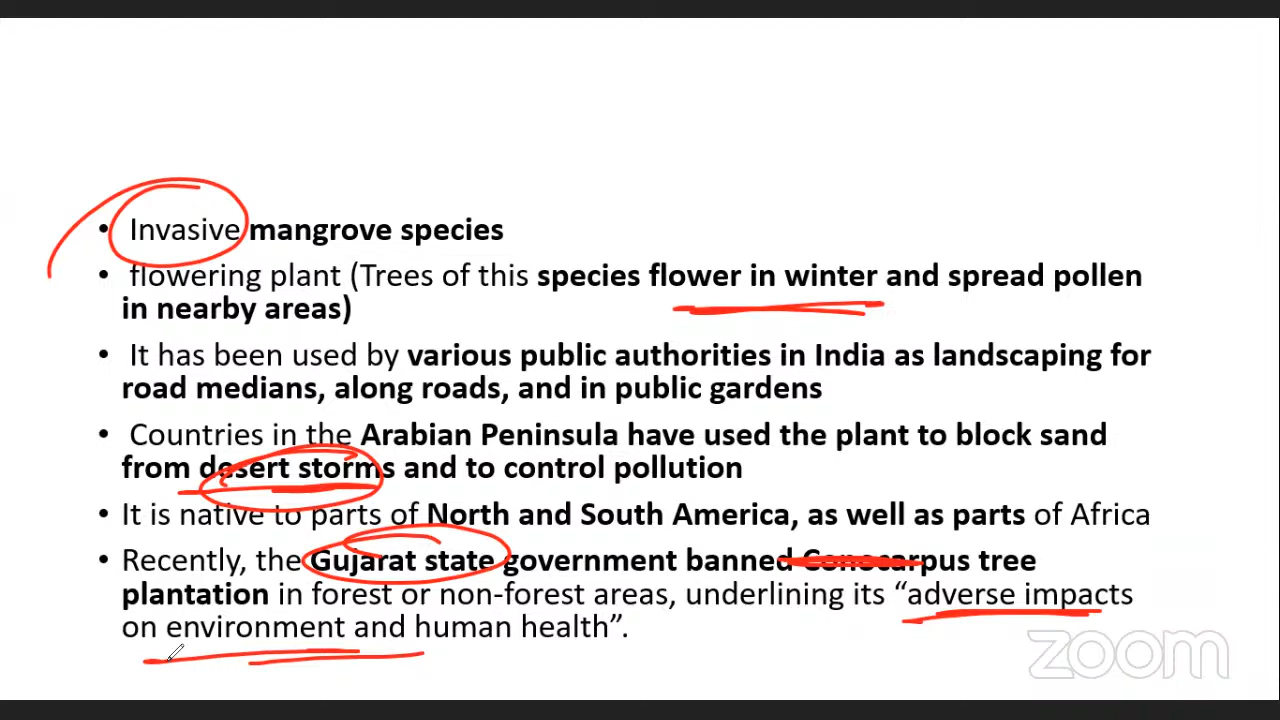 • Invasive mangrove species
• flowering plant (Trees of this species flower in winter and spread pollen
in nearby areas)
• It has been used by various public authorities in India as landscaping for
road medians, along roads, and in public gardens
• Countries in the Arabian Peninsula have used the plant to block sand
from desert storms and to control pollution
• It is native to parts of North and South America, as well as parts of Africa
• Recently, the Gujarat state government banned Conocarpus tree
plantation in forest or non-forest areas, underlining its “adverse impacts
on environment and human health”.
zoom